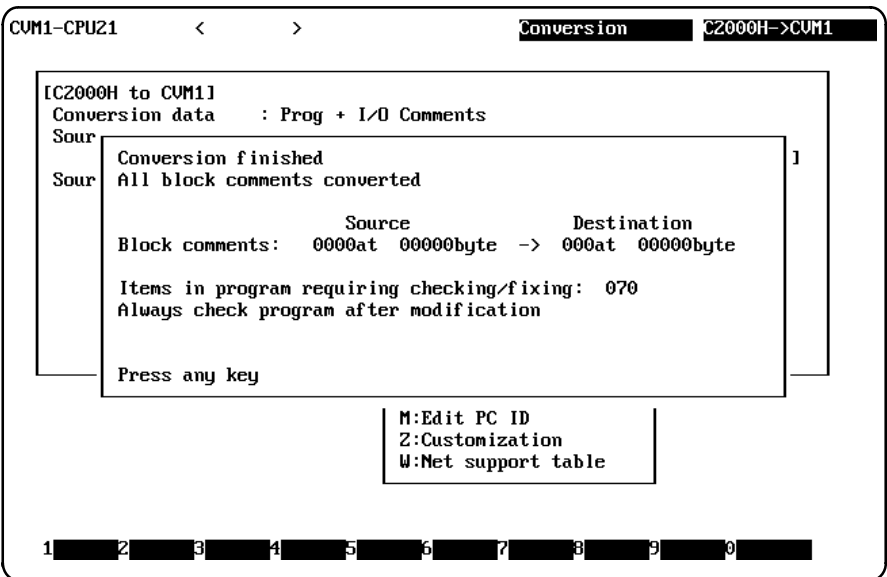 CVM1-CPU21 < > Conversion C2000H->CVM1
[C2000H to CVM1]
Conversion data : Prog + I/O Comments
Sour
Conversion finished ]
Sour All block comments converted
Source Destination
Block comments: 0000at 00000byte -> 000at 00000byte
Items in program requiring checking/fixing: 070
Always check program after modification
Press any key
M:Edit PC ID
Z:Customization
W:Net support table
1 2 3 4 5 6 7 8 9 0